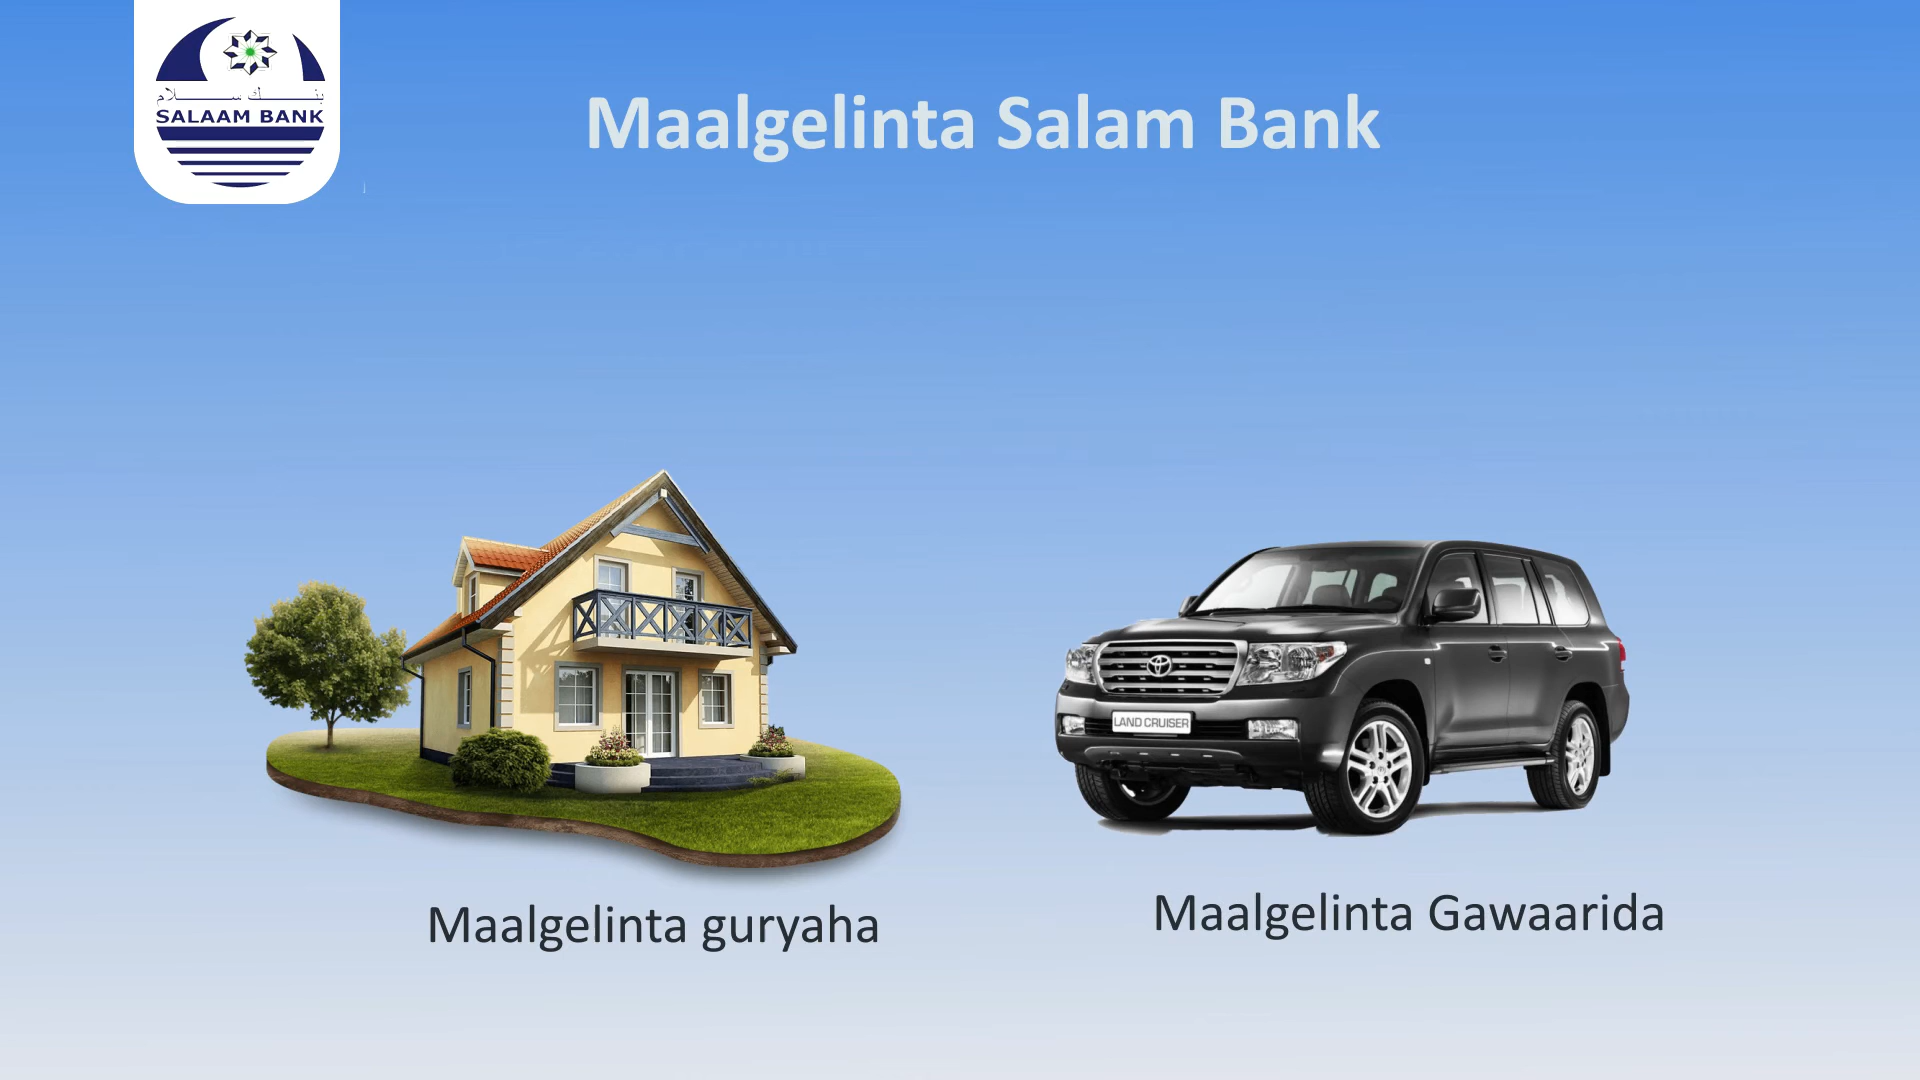 بنك سلام
SALAAM BANK
Maalgelinta Salam Bank
LAND CRUISER
Maalgelinta guryaha
Maalgelinta Gawaarida